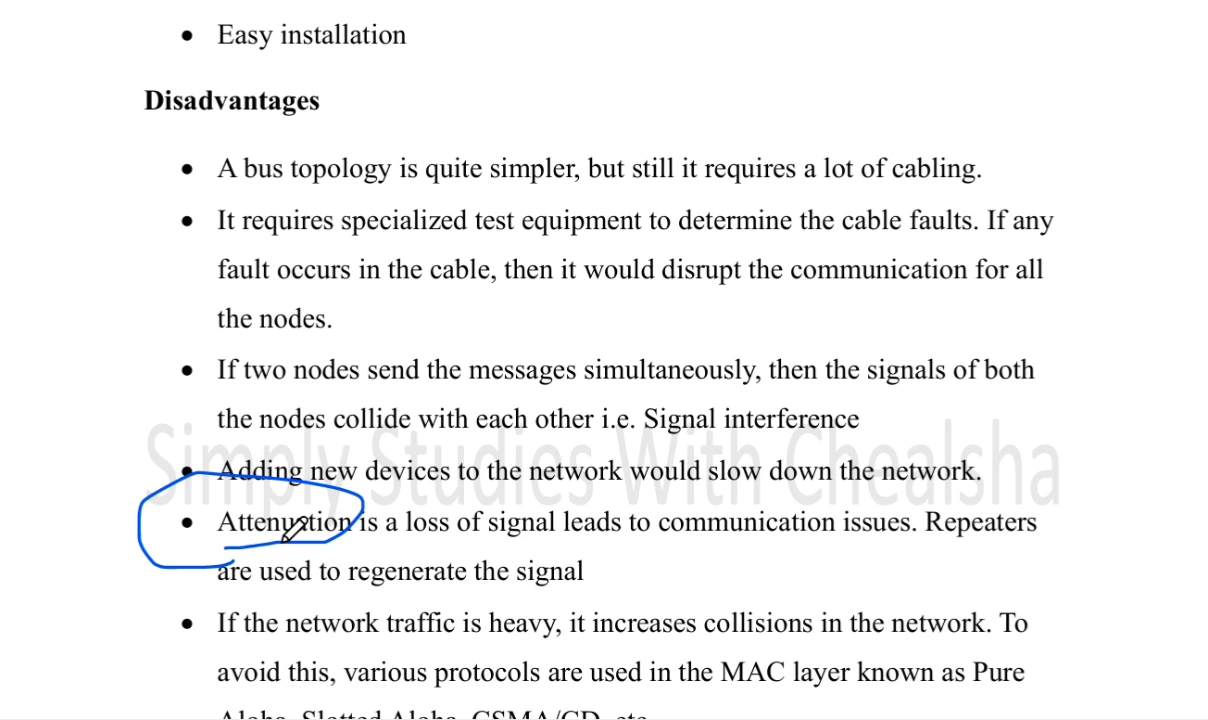 Easy installation
Disadvantages
A bus topology is quite simpler, but still it requires a lot of cabling.
It requires specialized test equipment to determine the cable faults. If any
fault occurs in the cable, then it would disrupt the communication for all
the nodes.
If two nodes send the messages simultaneously, then the signals of both
the nodes collide with each other i.e. Signal interference
Simply Studies With Chealsha
Adding new devices to the network would slow down the network.
Attenuation is a loss of signal leads to communication issues. Repeaters
are used to regenerate the signal
If the network traffic is heavy, it increases collisions in the network. To
avoid this, various protocols are used in the MAC layer known as Pure
Aloha, Slotted Aloha, CSMA/CD, etc.